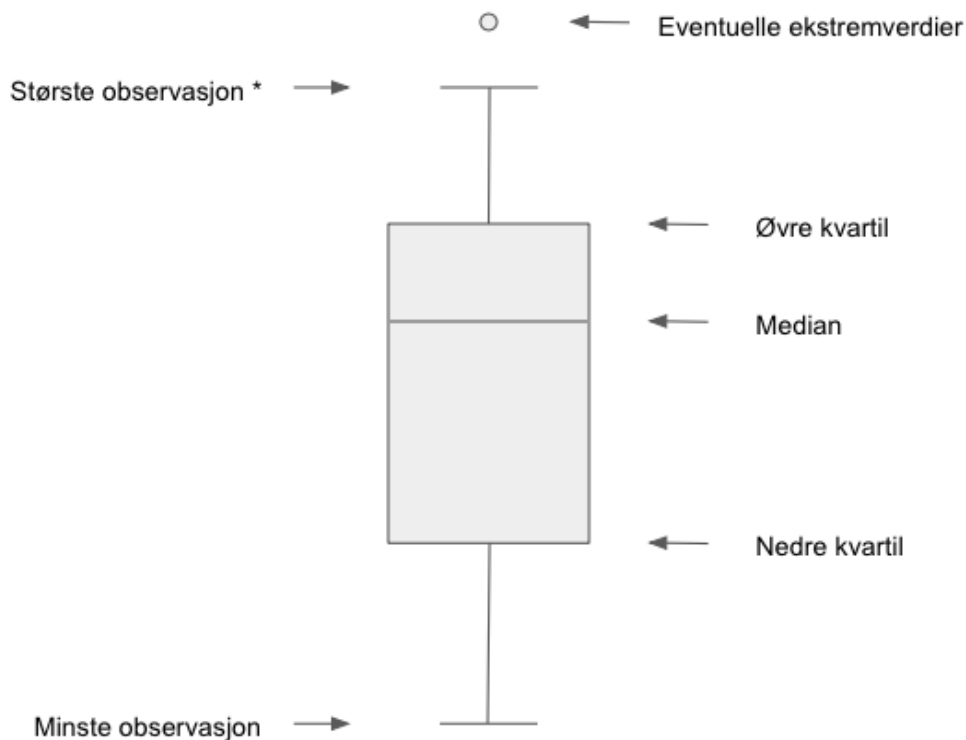 Eventuelle ekstremverdier
Største observasjon *
Øvre kvartil
Median
Nedre kvartil
Minste observasjon